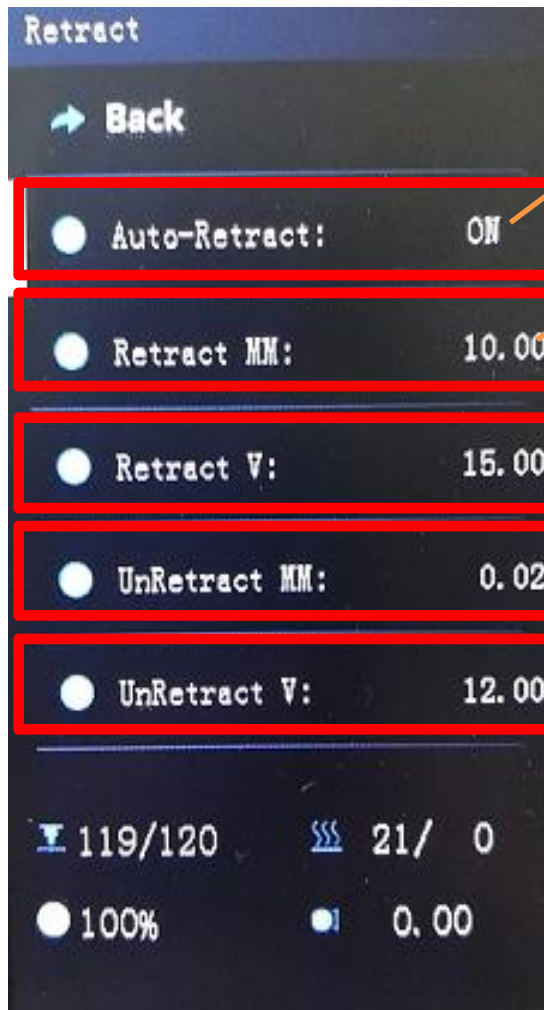 Retract
Back
Auto-Retract: ON
Retract MM: 10.00
Retract V: 15.00
UnRetract MM: 0.02
UnRetract V: 12.00
119/120 21/ 0
100% 0.00